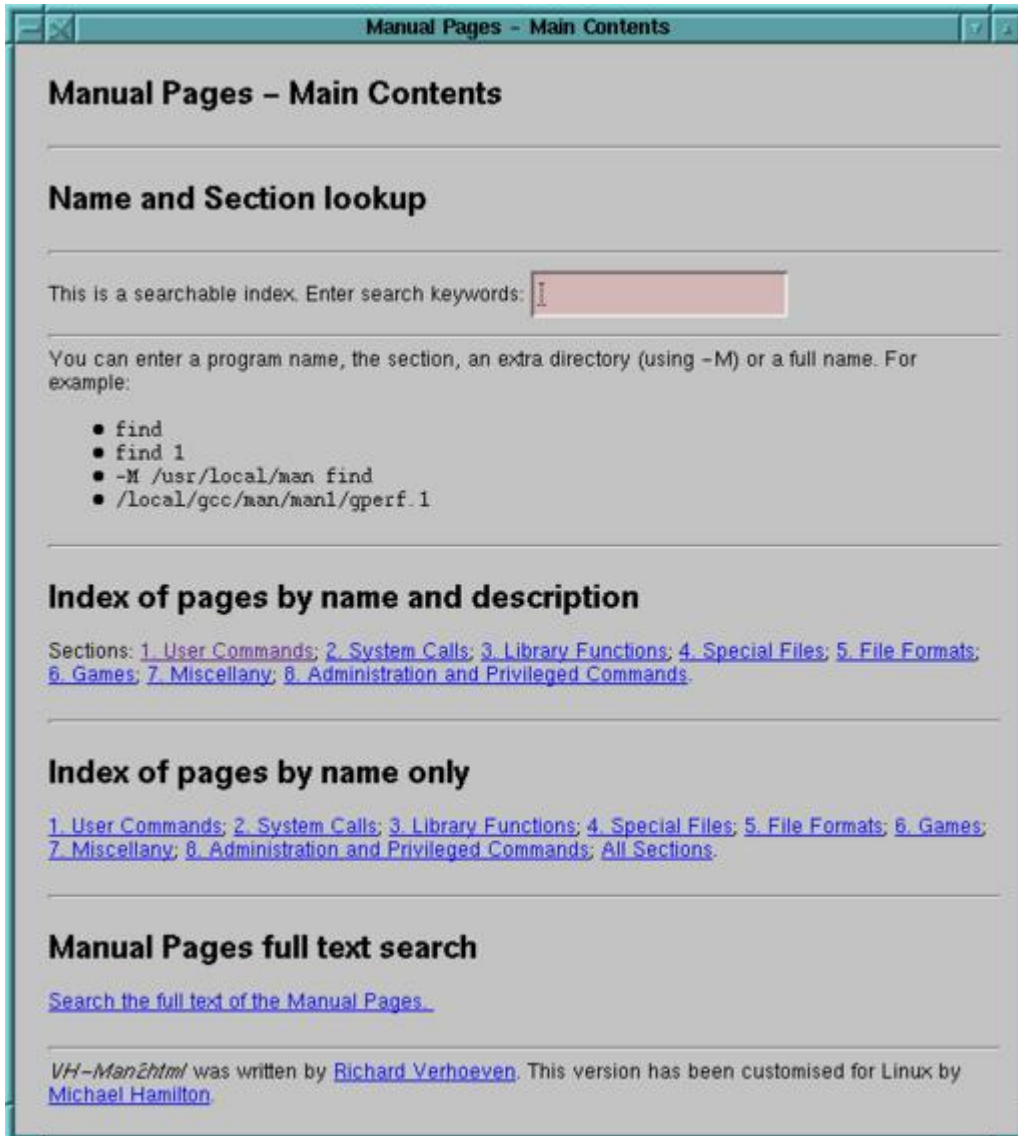 Manual Pages – Main Contents
Manual Pages – Main Contents
Name and Section lookup
This is a searchable index. Enter search keywords:
You can enter a program name, the section, an extra directory (using –M) or a full name. For
example:
• find
• find 1
• -M /usr/local/man find
• /local/gcc/man/man1/gperf.1
Index of pages by name and description
Sections: 1. User Commands; 2. System Calls; 3. Library Functions; 4. Special Files; 5. File Formats;
6. Games; 7. Miscellany; 8. Administration and Privileged Commands.
Index of pages by name only
1. User Commands; 2. System Calls; 3. Library Functions; 4. Special Files; 5. File Formats; 6. Games;
7. Miscellany; 8. Administration and Privileged Commands; All Sections.
Manual Pages full text search
Search the full text of the Manual Pages.
VH–Man2html was written by Richard Verhoeven. This version has been customised for Linux by
Michael Hamilton.